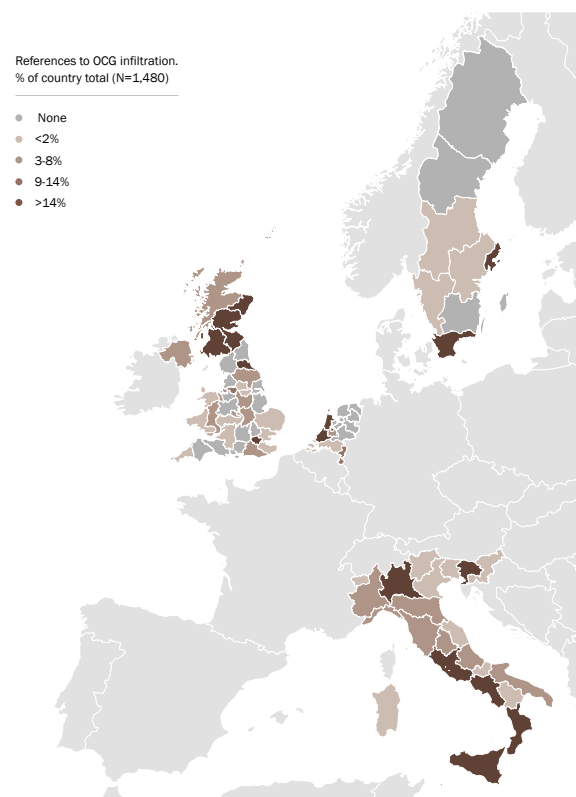 References to OCG infiltration.
% of country total (N=1,480)
None
<2%
3-8%
9-14%
>14%